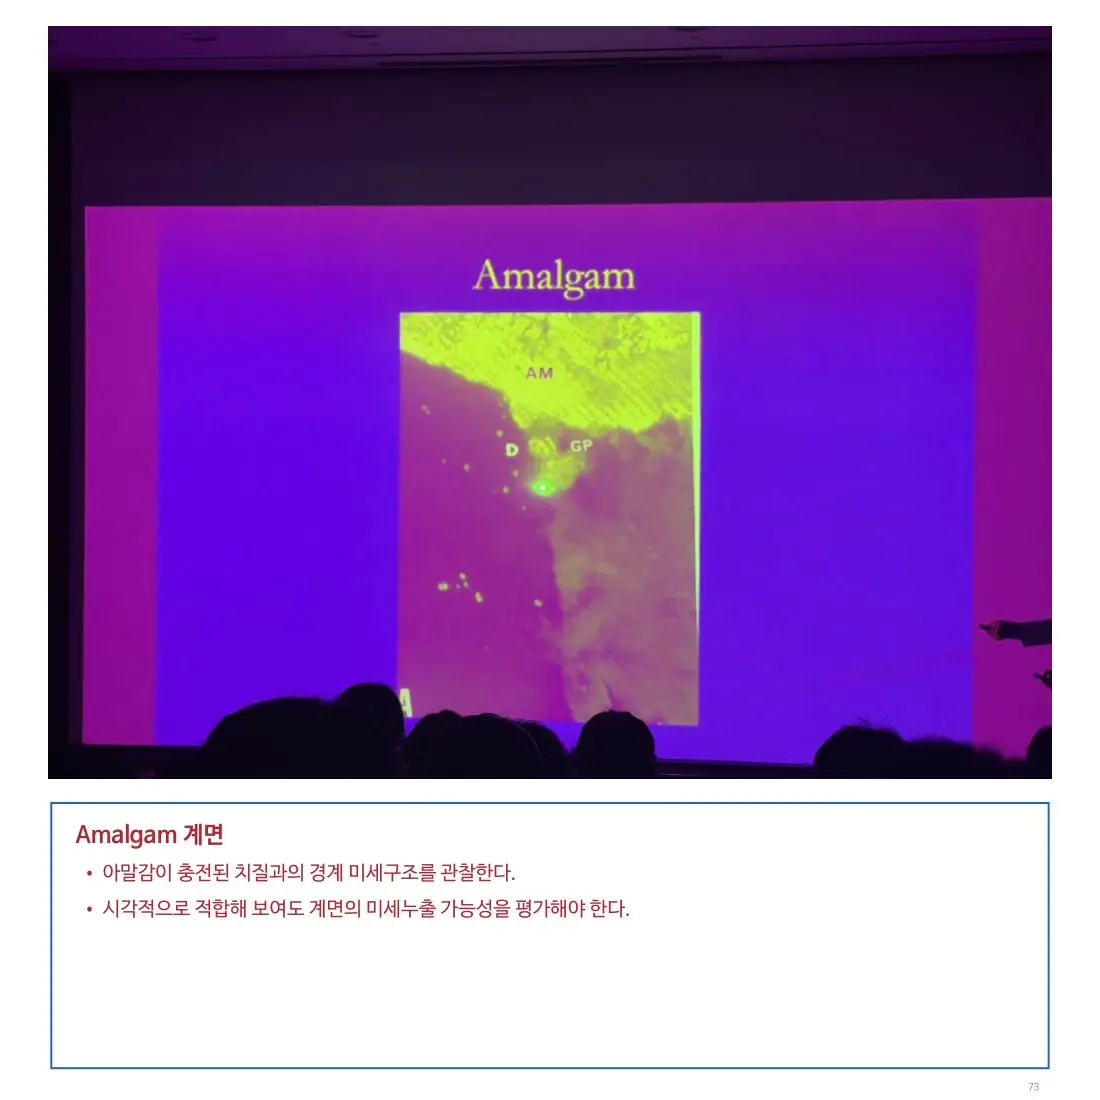 Amalgam
AM
D
GP
A
Amalgam 계면
• 아말감이 충전된 치질과의 경계 미세구조를 관찰한다.
• 시각적으로 적합해 보여도 계면의 미세누출 가능성을 평가해야 한다.
73